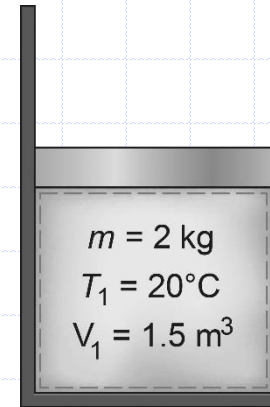 m = 2 kg
T₁ = 20°C
V₁ = 1.5 m³